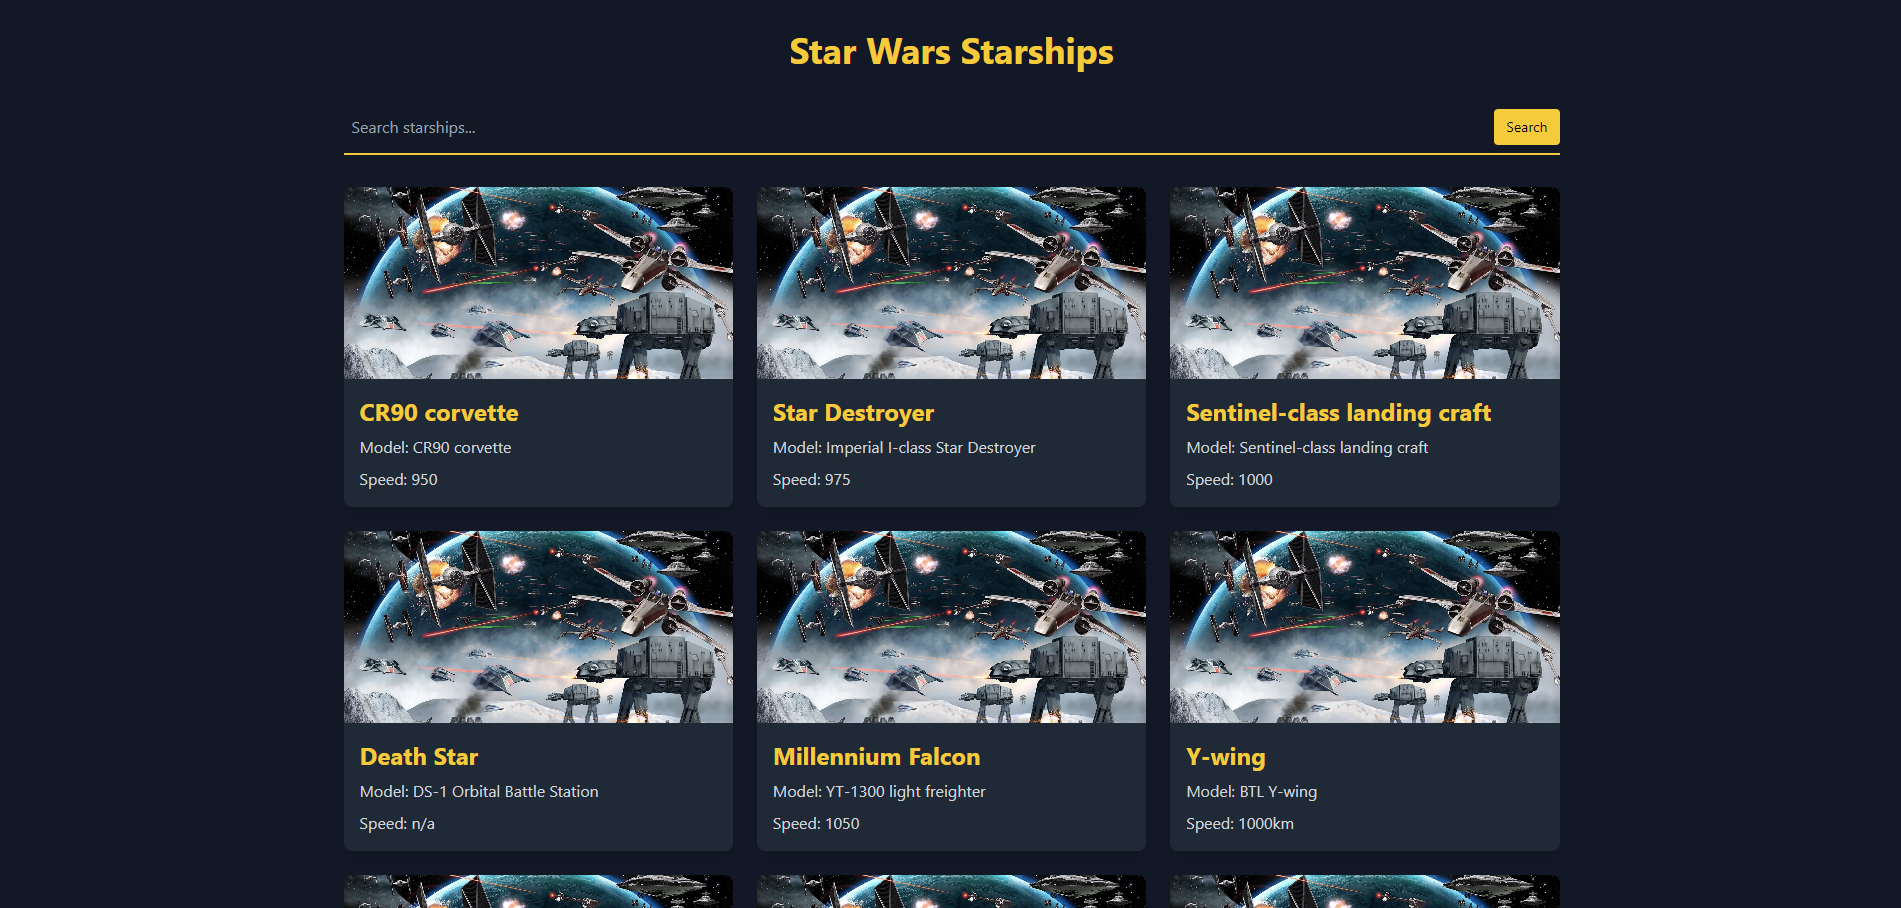 Star Wars Starships
Search starships...
Search
CR90 corvette
Model: CR90 corvette
Speed: 950
Star Destroyer
Model: Imperial I-class Star Destroyer
Speed: 975
Sentinel-class landing craft
Model: Sentinel-class landing craft
Speed: 1000
Death Star
Model: DS-1 Orbital Battle Station
Speed: n/a
Millennium Falcon
Model: YT-1300 light freighter
Speed: 1050
Y-wing
Model: BTL Y-wing
Speed: 1000km